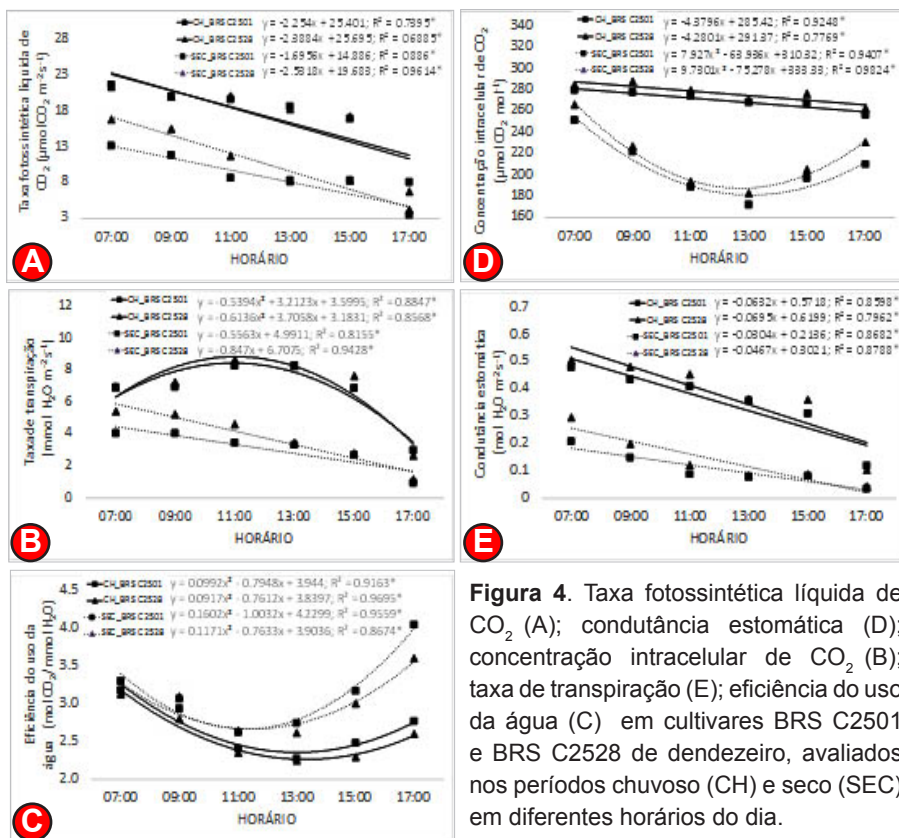 CH_BRS C2501 y = -2.254x + 25.401; R² = 0.7895*
CH_BRS C2528 y = -2.3884x + 25.695; R² = 06885*
SEC_BRS C2501 y = -1.6956x + 14.886; R² = 0886*
SEC_BRS C2528 y = -2.5818x + 19.683; R² = 09614*
Taxa fotossintética líquida de
CO₂ (µmol CO₂ m⁻² s⁻¹)
28
23
18
13
8
3
07:00 09:00 11:00 13:00 15:00 17:00
HORÁRIO
A
CH_BRS C2501 y = -4.3796x + 285.42; R² = 0.9248*
CH_BRS C2528 y = -4.2801x + 291.37; R² = 0.7769*
SEC_BRS C2501 y = 7.927x² - 63.936x + 310.32; R² = 0.9407*
SEC_BRS C2528 y = 9.7301x² - 75.278x + 333.33; R² = 09824*
Concentração intracelular de CO₂
(µmol CO₂ mol⁻¹)
340
320
300
280
260
240
220
200
180
160
07:00 09:00 11:00 13:00 15:00 17:00
HORÁRIO
D
CH_BRS C2501 y = -0.5394x² + 3.2123x + 3.5995; R² = 0.8847*
CH_BRS C2528 y = -0.6136x² + 3.7058x + 3.1831; R² = 0.8568*
SEC_BRS C2501 y = -0.5563x + 4.9911; R² = 0.8155*
SEC_BRS C2528 y = -0.847x + 6.7075; R² = 0.9428*
Taxa de transpiração
(mmol H₂O m⁻² s⁻¹)
12
10
8
6
4
2
0
07:00 09:00 11:00 13:00 15:00 17:00
HORÁRIO
B
CH_BRS C2501 y = -0.0632x + 0.5718; R² = 0.8598*
CH_BRS C2528 y = -0.0695x + 0.6199; R² = 0.7962*
SEC_BRS C2501 y = -0.0304x + 0.2136; R² = 0.8682*
SEC_BRS C2528 y = -0.0467x + 0.3021; R² = 0.8788*
Condutância estomática
(mol H₂O m⁻² s⁻¹)
0.7
0.6
0.5
0.4
0.3
0.2
0.1
0
07:00 09:00 11:00 13:00 15:00 17:00
HORÁRIO
E
CH_BRS C2501 y = 0.0992x² - 0.7948x + 3.944; R² = 0.9163*
CH_BRS C2528 y = 0.0917x² - 0.7612x + 3.8397; R² = 0.9695*
SEC_BRS C2501 y = 0.1602x² - 1.0032x + 4.2299; R² = 0.9559*
SEC_BRS C2528 y = 0.1171x² - 0.7633x + 3.9036; R² = 0.8674*
Eficiência do uso da
água (mol CO₂/ mmol H₂O)
4.5
4.0
3.5
3.0
2.5
2.0
07:00 09:00 11:00 13:00 15:00 17:00
HORÁRIO
C
Figura 4. Taxa fotossintética líquida de
CO₂ (A); condutância estomática (D);
concentração intracelular de CO₂ (B);
taxa de transpiração (E); eficiência do uso
da água (C) em cultivares BRS C2501
e BRS C2528 de dendezeiro, avaliados
nos períodos chuvoso (CH) e seco (SEC)
em diferentes horários do dia.